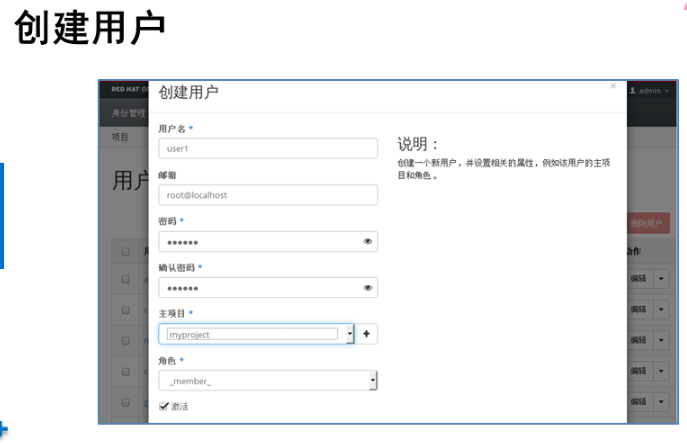 创建用户
RED HAT
admin
创建用户
身份管理
用户名 *
说明：
项目
user1
创建一个新用户，并设置相关的属性，例如该用户的主项
目和角色。
邮箱
用户
root@localhost
密码 *
删除用户
动作
确认密码 *
编辑
编辑
主项目 *
myproject
编辑
角色 *
编辑
_member_
编辑
激活